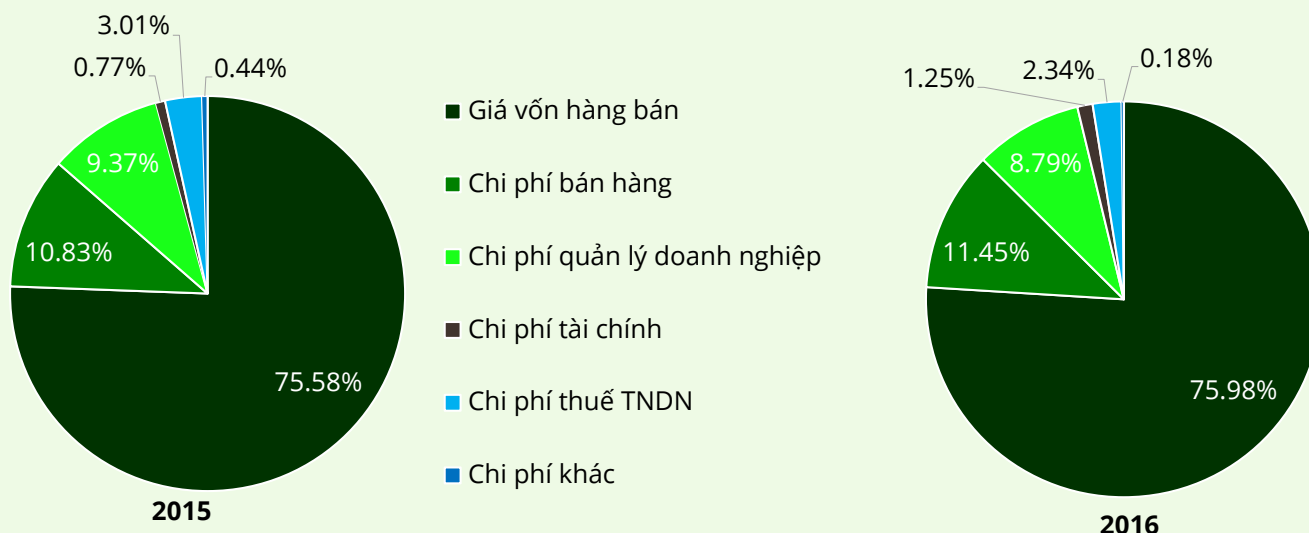 3.01%
0.77%
0.44%
9.37%
10.83%
75.58%
2015
Giá vốn hàng bán
Chi phí bán hàng
Chi phí quản lý doanh nghiệp
Chi phí tài chính
Chi phí thuế TNDN
Chi phí khác
1.25%
2.34%
0.18%
8.79%
11.45%
75.98%
2016